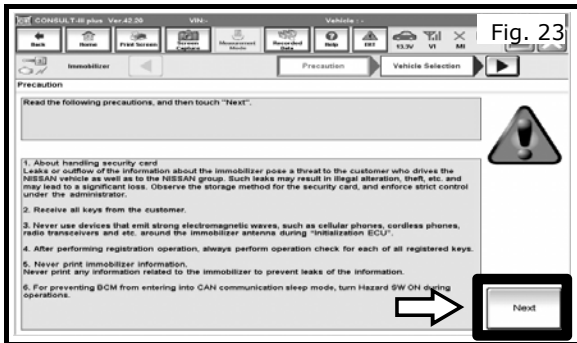 CONSULT-III plus Ver.42.20 VIN:- Vehicle : -
Fig. 23
Back Home Print Screen Screen Capture Measurement Mode Recorded Data Help ERT 13.3V VI MI
Immobilizer Precaution Vehicle Selection
Precaution
Read the following precautions, and then touch "Next".
1. About handling security card
Leaks or outflow of the information about the immobilizer pose a threat to the customer who drives the
NISSAN vehicle as well as to the NISSAN group. Such leaks may result in illegal alteration, theft, etc. and
may lead to a significant loss. Observe the storage method for the security card, and enforce strict control
under the administrator.
2. Receive all keys from the customer.
3. Never use devices that emit strong electromagnetic waves, such as cellular phones, cordless phones,
radio transceivers and etc. around the immobilizer antenna during "Initialization ECU".
4. After performing registration operation, always perform operation check for each of all registered keys.
5. Never print immobilizer information.
Never print any information related to the immobilizer to prevent leaks of the information.
6. For preventing BCM from entering into CAN communication sleep mode, turn Hazard SW ON during
operations.
Next